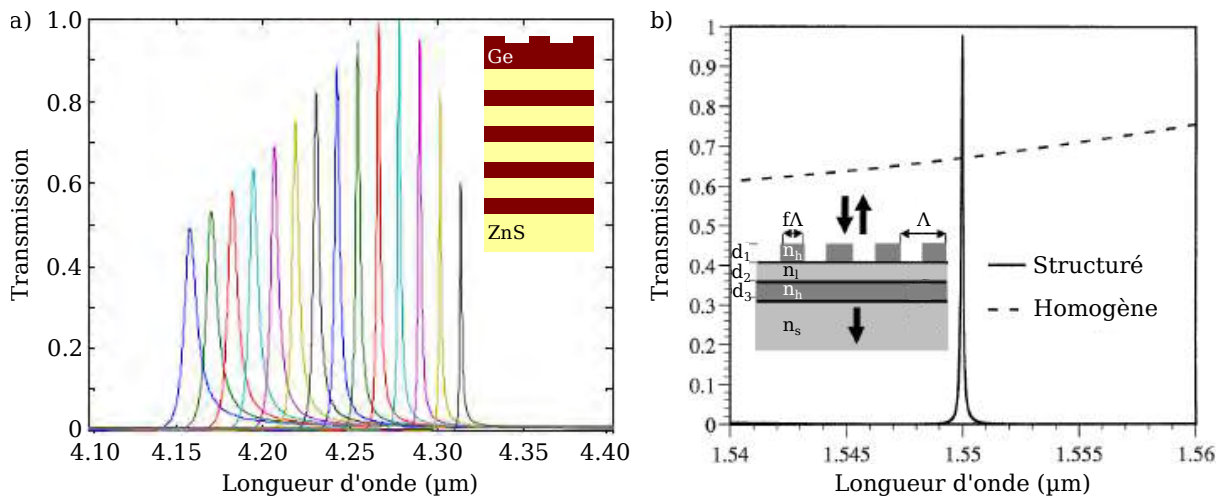 a)
1.0
0.8
0.6
0.4
0.2
0
4.10
4.15
4.20
4.25
4.30
4.35
4.40
Transmission
Longueur d'onde (µm)
Ge
ZnS
b)
1
0.9
0.8
0.7
0.6
0.5
0.4
0.3
0.2
0.1
0
1.54
1.545
1.55
1.555
1.56
Transmission
Longueur d'onde (µm)
fΛ
Λ
d1
nh
d2
nl
d3
nh
ns
Structuré
Homogène